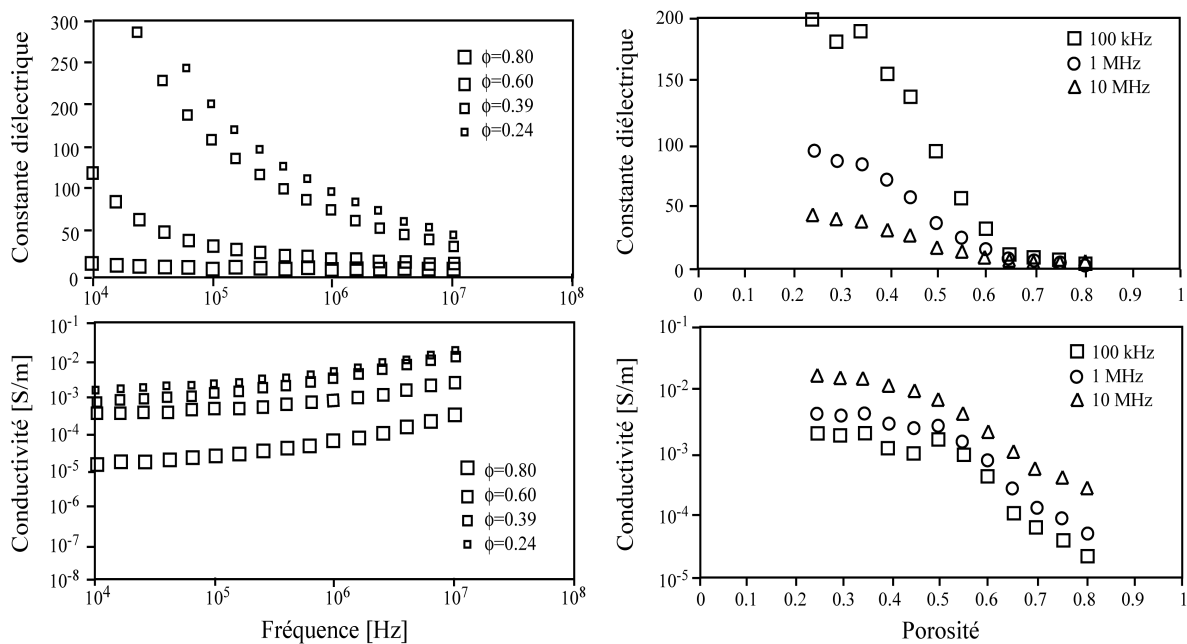 Constante diélectrique
300
250
200
100
100
50
0
10⁴
10⁵
10⁶
10⁷
10⁸
ϕ=0.80
ϕ=0.60
ϕ=0.39
ϕ=0.24
Constante diélectrique
200
150
100
50
0
0
0.1
0.2
0.3
0.4
0.5
0.6
0.7
0.8
0.9
1
100 kHz
1 MHz
10 MHz
Conductivité [S/m]
10⁻¹
10⁻²
10⁻³
10⁻⁴
10⁻⁵
10⁻⁶
10⁻⁷
10⁻⁸
10⁴
10⁵
10⁶
10⁷
10⁸
ϕ=0.80
ϕ=0.60
ϕ=0.39
ϕ=0.24
Fréquence [Hz]
Conductivité [S/m]
10⁻¹
10⁻²
10⁻³
10⁻⁴
10⁻⁵
0
0.1
0.2
0.3
0.4
0.5
0.6
0.7
0.8
0.9
1
100 kHz
1 MHz
10 MHz
Porosité